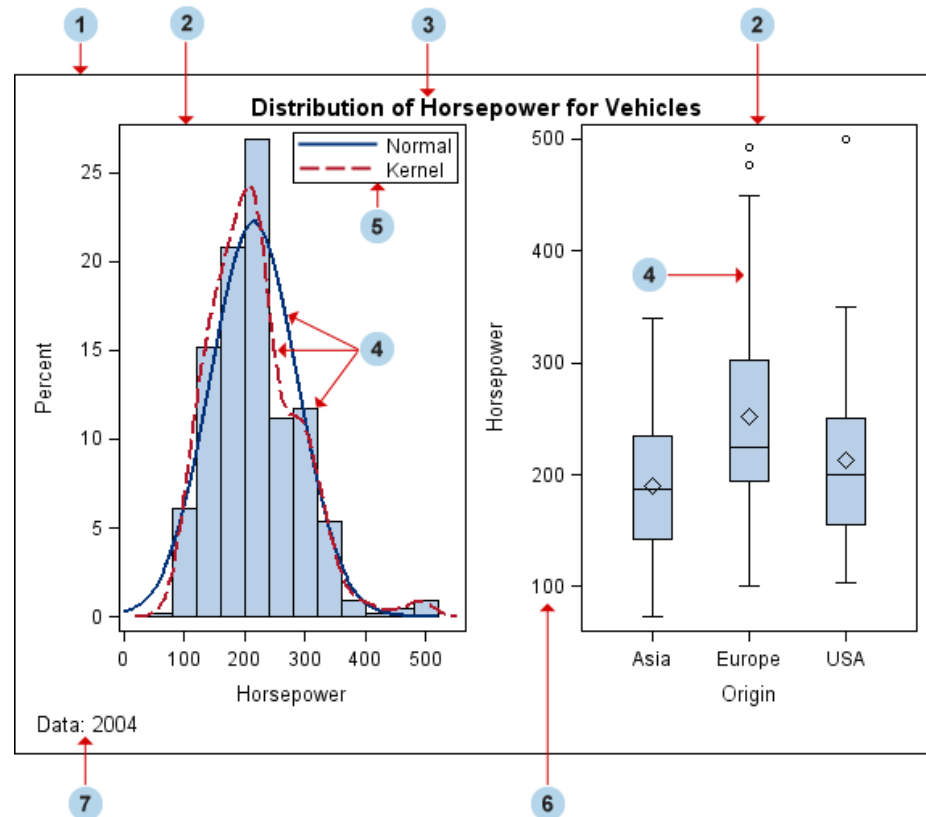 1
2
3
2
Distribution of Horsepower for Vehicles
Normal
Kernel
5
4
Percent
25
20
15
10
5
0
0 100 200 300 400 500
Horsepower
4
Horsepower
500
400
300
200
100
Asia Europe USA
Origin
Data: 2004
7
6